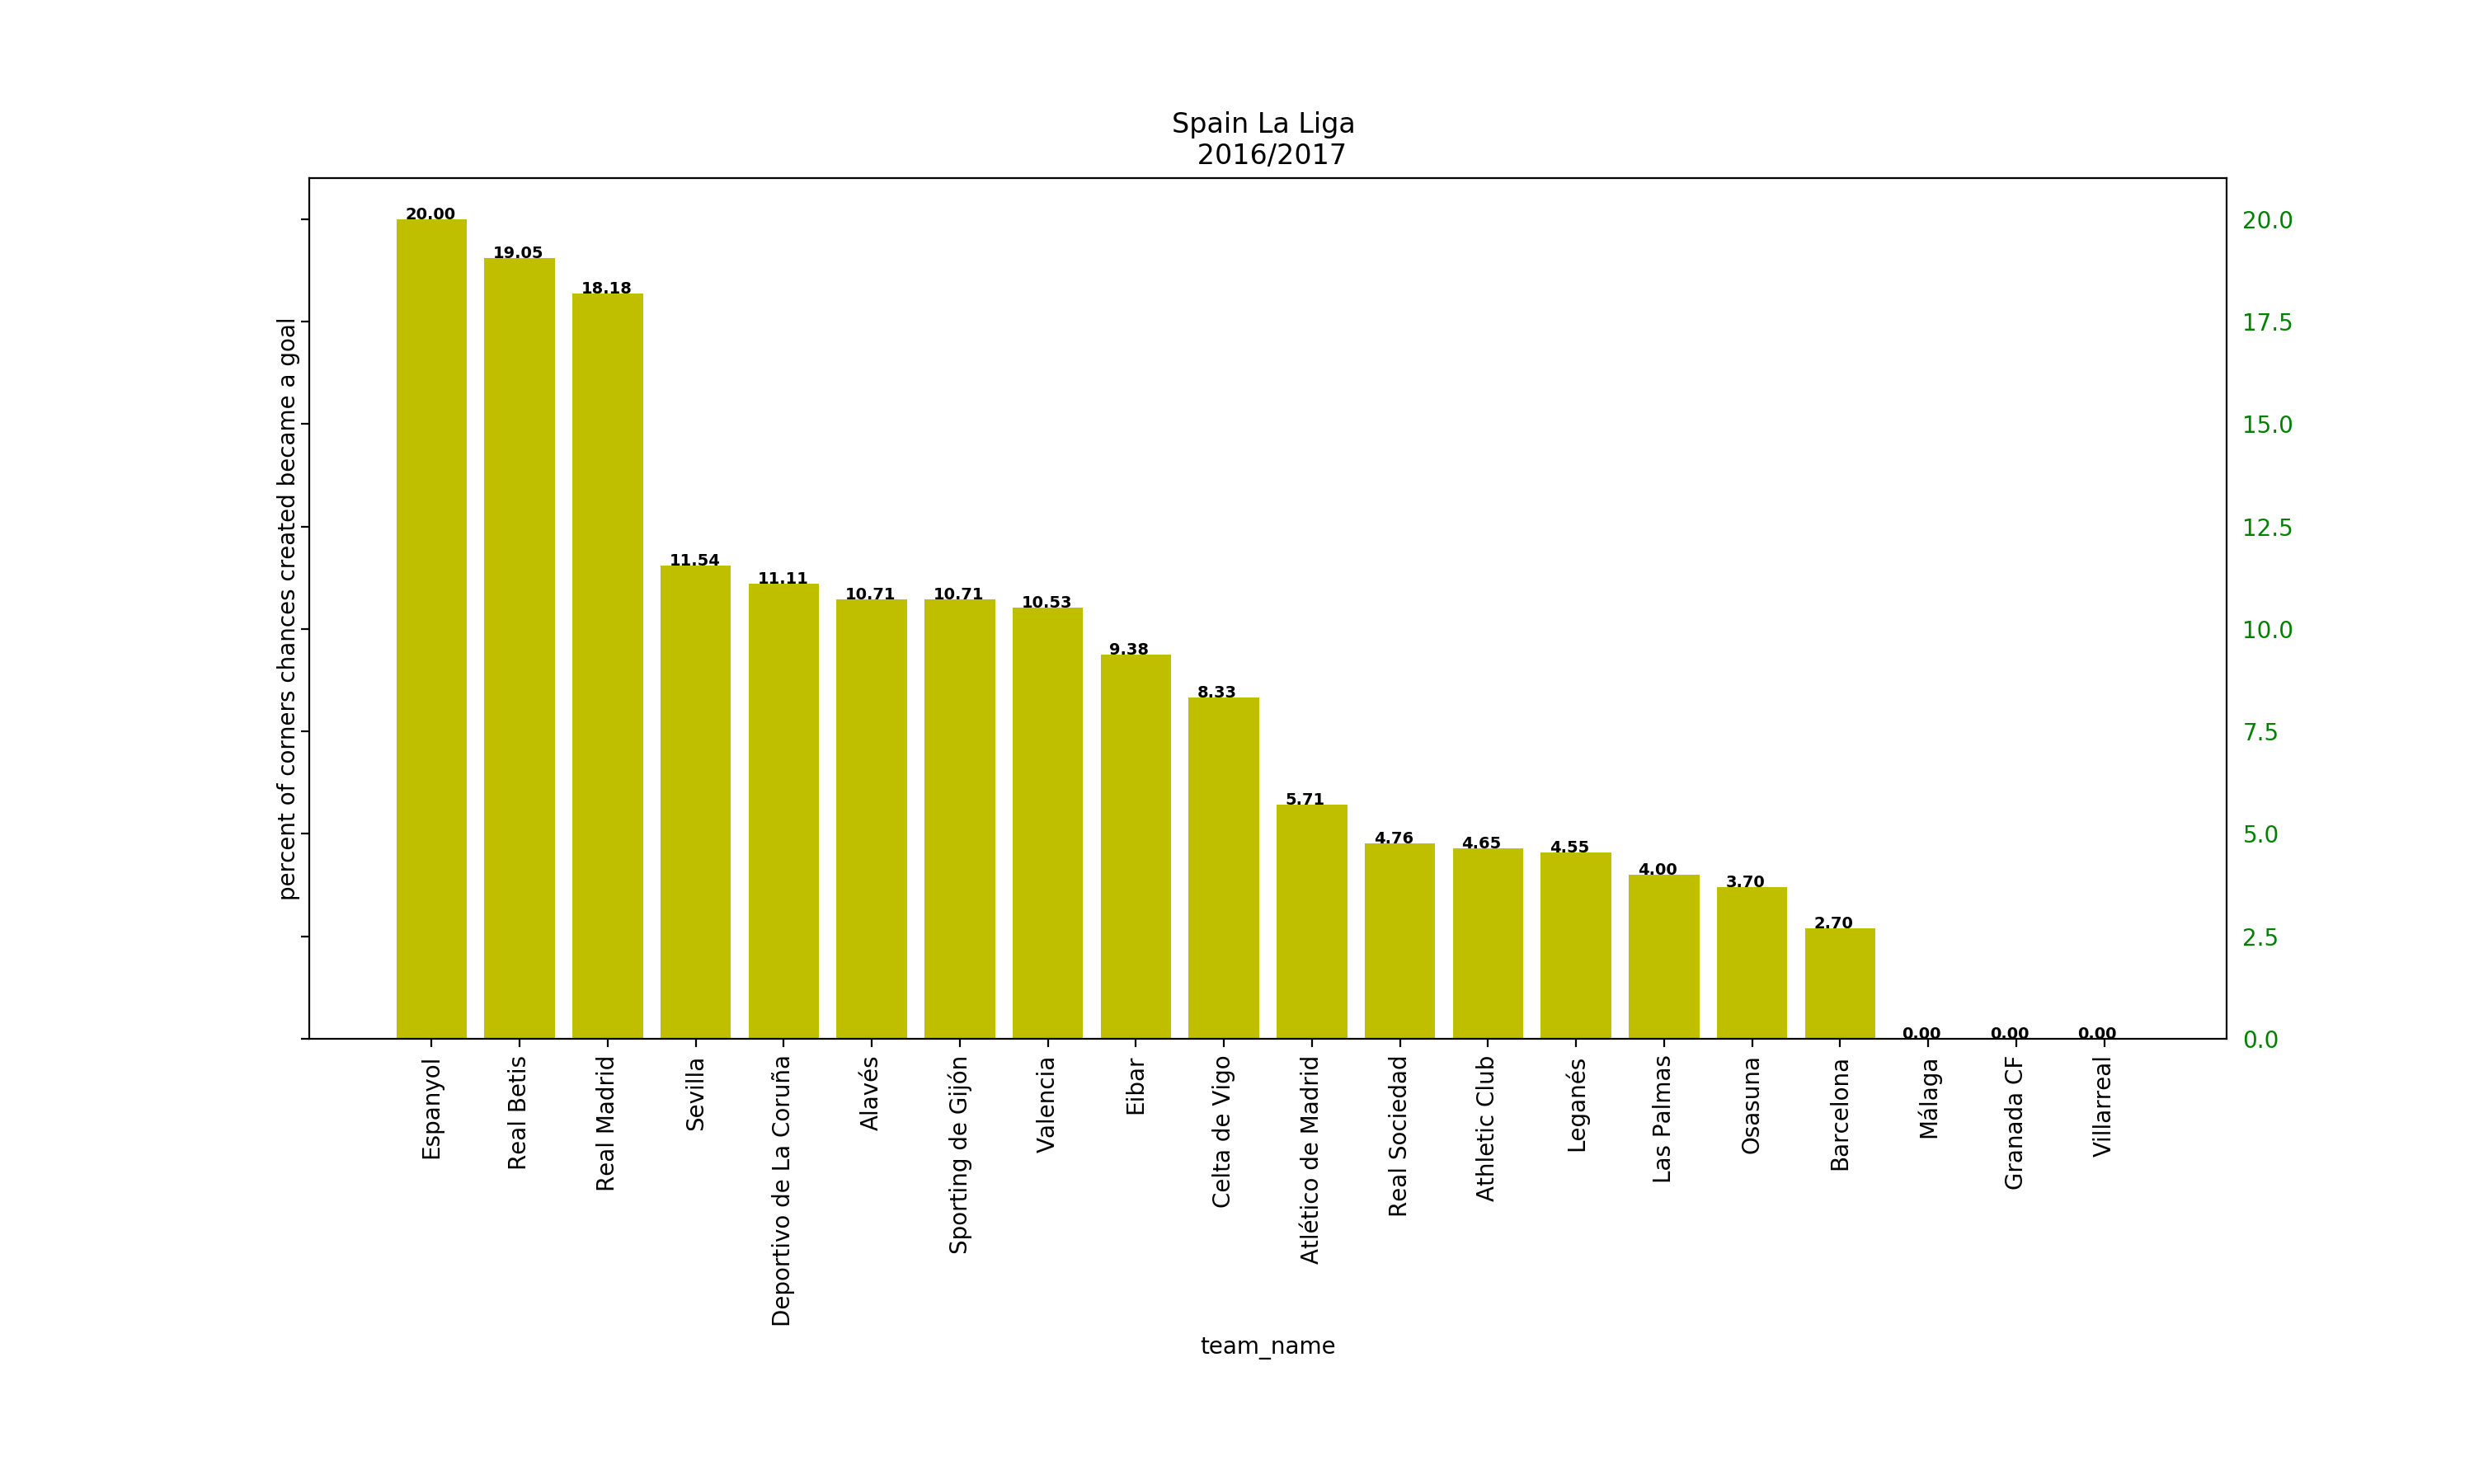 Spain La Liga
2016/2017
percent of corners chances created became a goal
20.00
19.05
18.18
11.54
11.11
10.71
10.71
10.53
9.38
8.33
5.71
4.76
4.65
4.55
4.00
3.70
2.70
0.00
0.00
0.00
20.0
17.5
15.0
12.5
10.0
7.5
5.0
2.5
0.0
Espanyol
Real Betis
Real Madrid
Sevilla
Deportivo de La Coruña
Alavés
Sporting de Gijón
Valencia
Eibar
Celta de Vigo
Atlético de Madrid
Real Sociedad
Athletic Club
Leganés
Las Palmas
Osasuna
Barcelona
Málaga
Granada CF
Villarreal
team_name